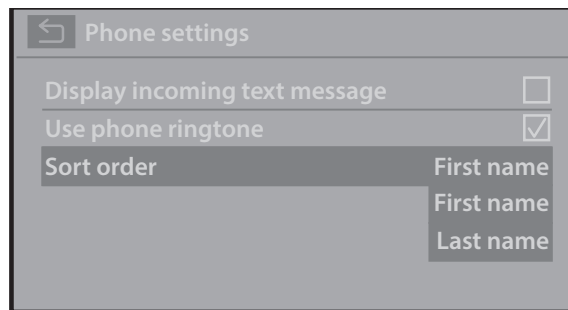 Phone settings
Display incoming text message
Use phone ringtone
Sort order First name
First name
Last name